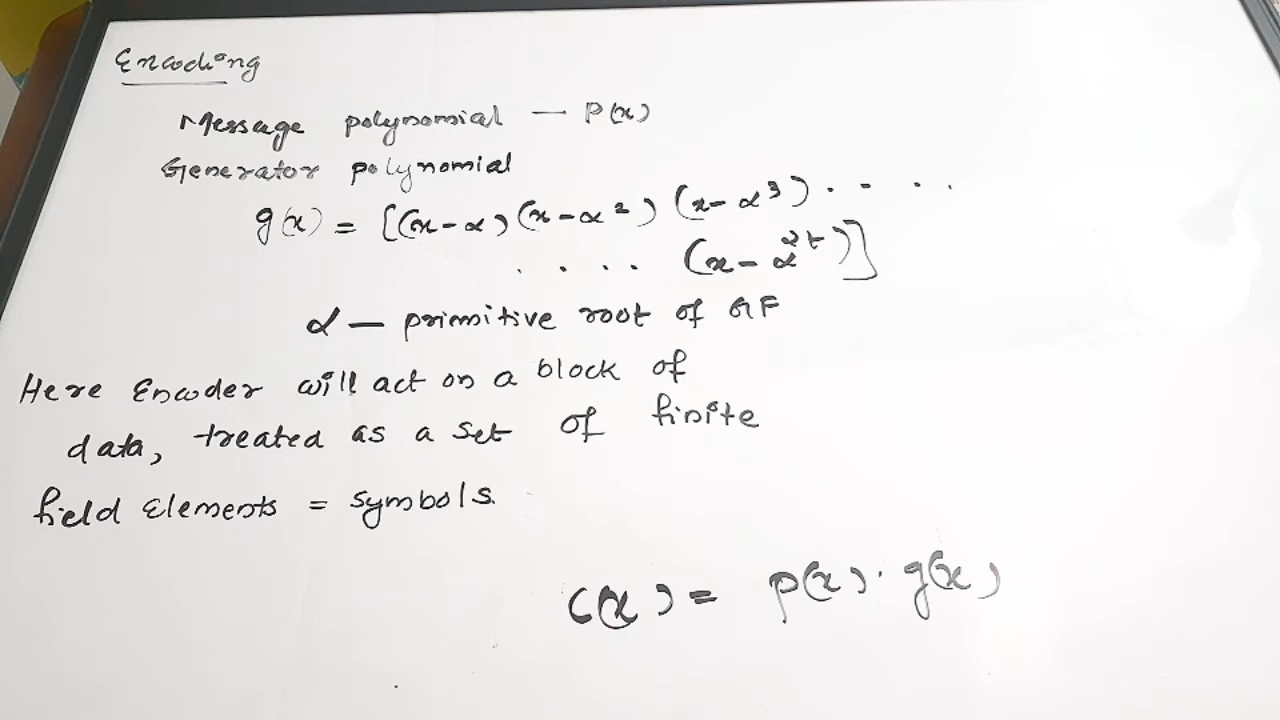 Encoding
Message polynomial — P(x)
Generator polynomial
g(x) = [(x-α)(x-α²)(x-α³)· - · ·
· · · · (x-α²ᵗ)]
α — primitive root of GF
Here Encoder will act on a block of
data, treated as a set of finite
field Elements = symbols.
C(x) = p(x)·g(x)